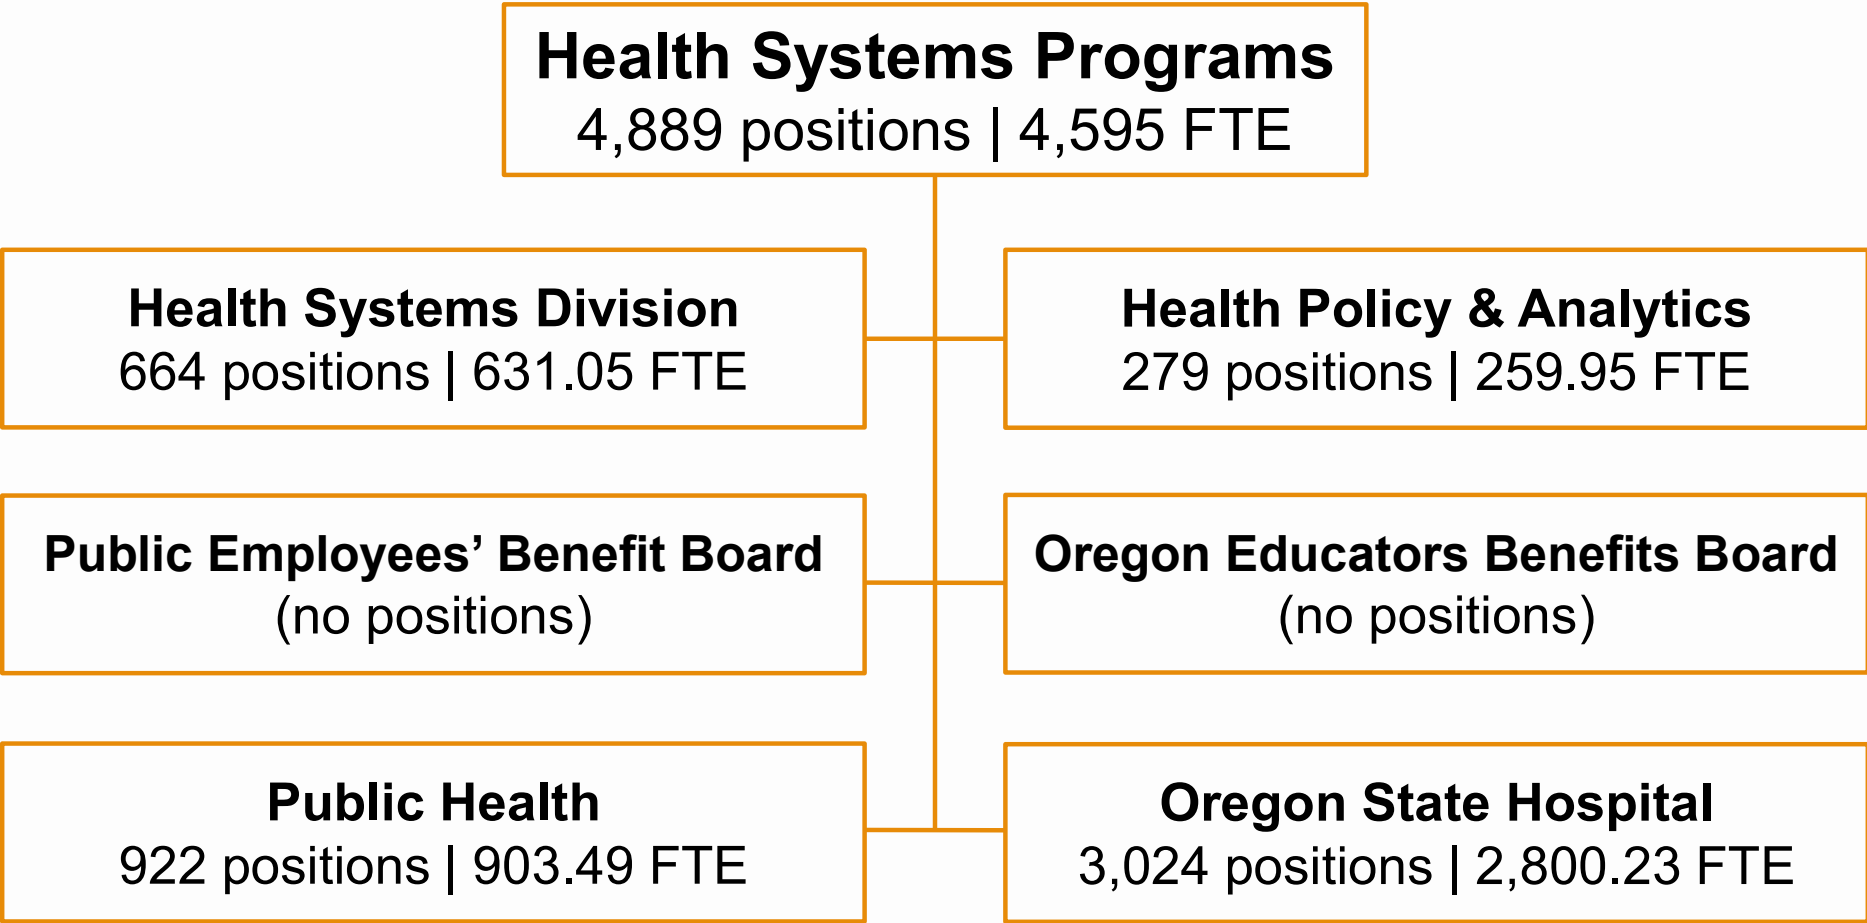 Health Systems Programs
4,889 positions | 4,595 FTE
Health Systems Division
664 positions | 631.05 FTE
Health Policy & Analytics
279 positions | 259.95 FTE
Public Employees’ Benefit Board
(no positions)
Oregon Educators Benefits Board
(no positions)
Public Health
922 positions | 903.49 FTE
Oregon State Hospital
3,024 positions | 2,800.23 FTE